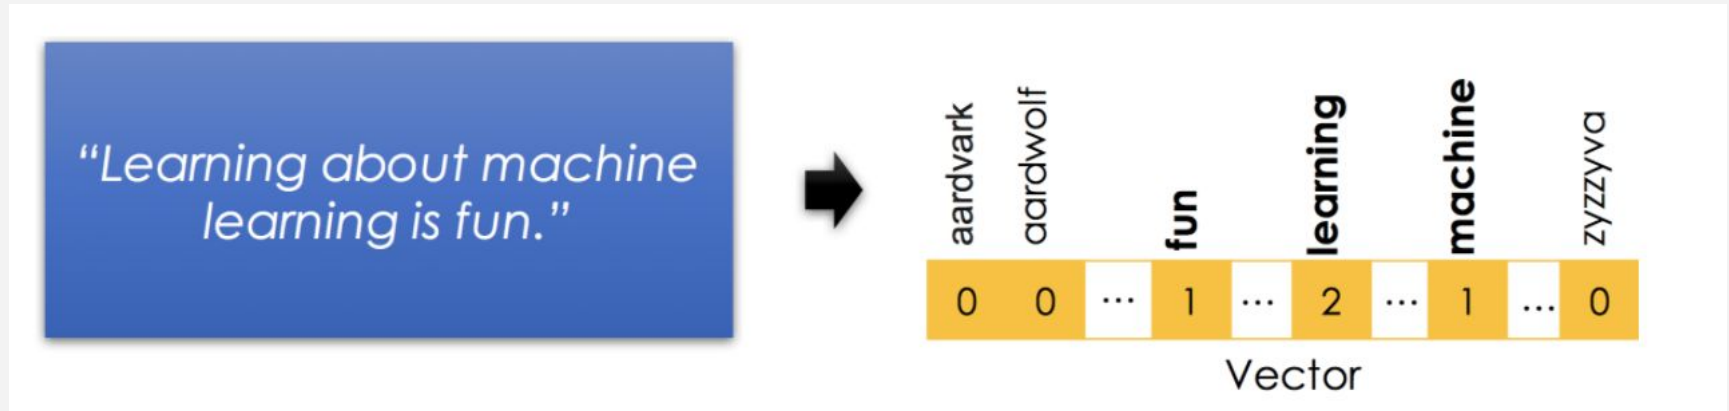 “Learning about machine
learning is fun.”
aardvark
aardwolf
fun
learning
machine
zyzzyva
0 0 ... 1 ... 2 ... 1 ... 0
Vector